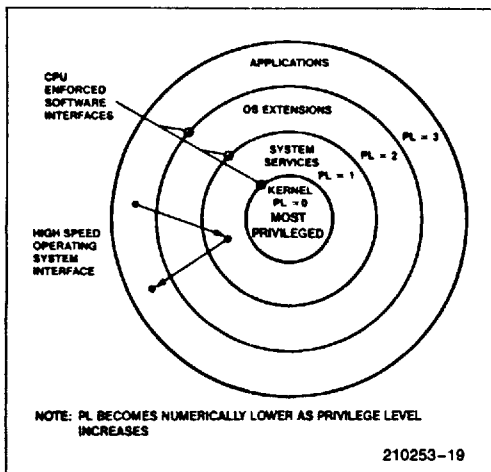 APPLICATIONS
CPU
ENFORCED
SOFTWARE
INTERFACES
OS EXTENSIONS
PL = 3
SYSTEM
SERVICES
PL = 2
PL = 1
KERNEL
PL = 0
MOST
PRIVILEGED
HIGH SPEED
OPERATING
SYSTEM
INTERFACE
NOTE: PL BECOMES NUMERICALLY LOWER AS PRIVILEGE LEVEL
INCREASES
210253-19